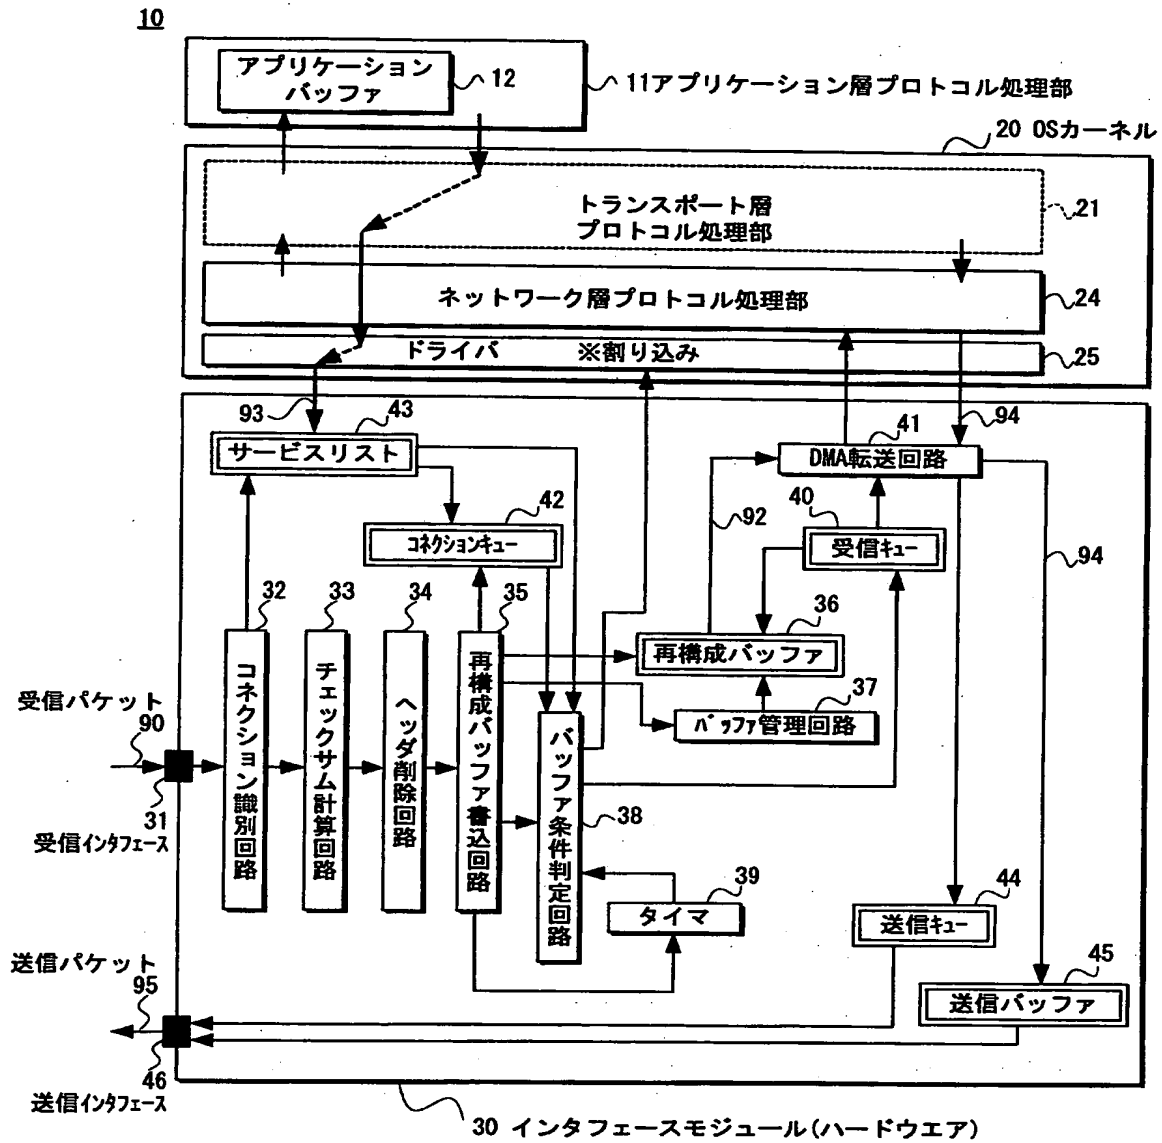 10
アプリケーション
バッファ
12
11アプリケーション層プロトコル処理部
20 OSカーネル
トランスポート層
プロトコル処理部
21
ネットワーク層プロトコル処理部
24
ドライバ ※割り込み
25
93
43
サービスリスト
41
94
DMA転送回路
42
コネクションキュー
92
40
受信キュー
94
32
33
34
35
36
再構成バッファ
37
バッファ管理回路
受信パケット
90
31
受信インタフェース
コネクション識別回路
チェックサム計算回路
ヘッダ削除回路
再構成バッファ書込回路
バッファ条件判定回路
38
39
タイマ
44
送信キュー
45
送信バッファ
送信パケット
95
46
送信インタフェース
30 インタフェースモジュール(ハードウエア)